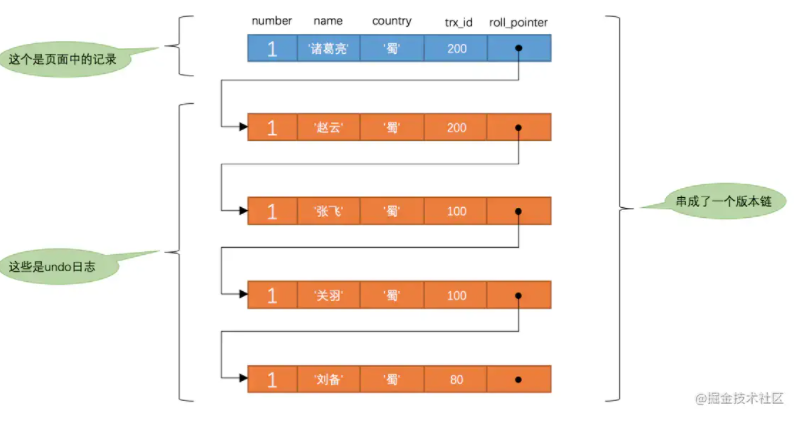 number name country trx_id roll_pointer
1 '诸葛亮' '蜀' 200
这个是页面中的记录
1 '赵云' '蜀' 200
1 '张飞' '蜀' 100
串成了一个版本链
这些是undo日志
1 '关羽' '蜀' 100
1 '刘备' '蜀' 80
@掘金技术社区